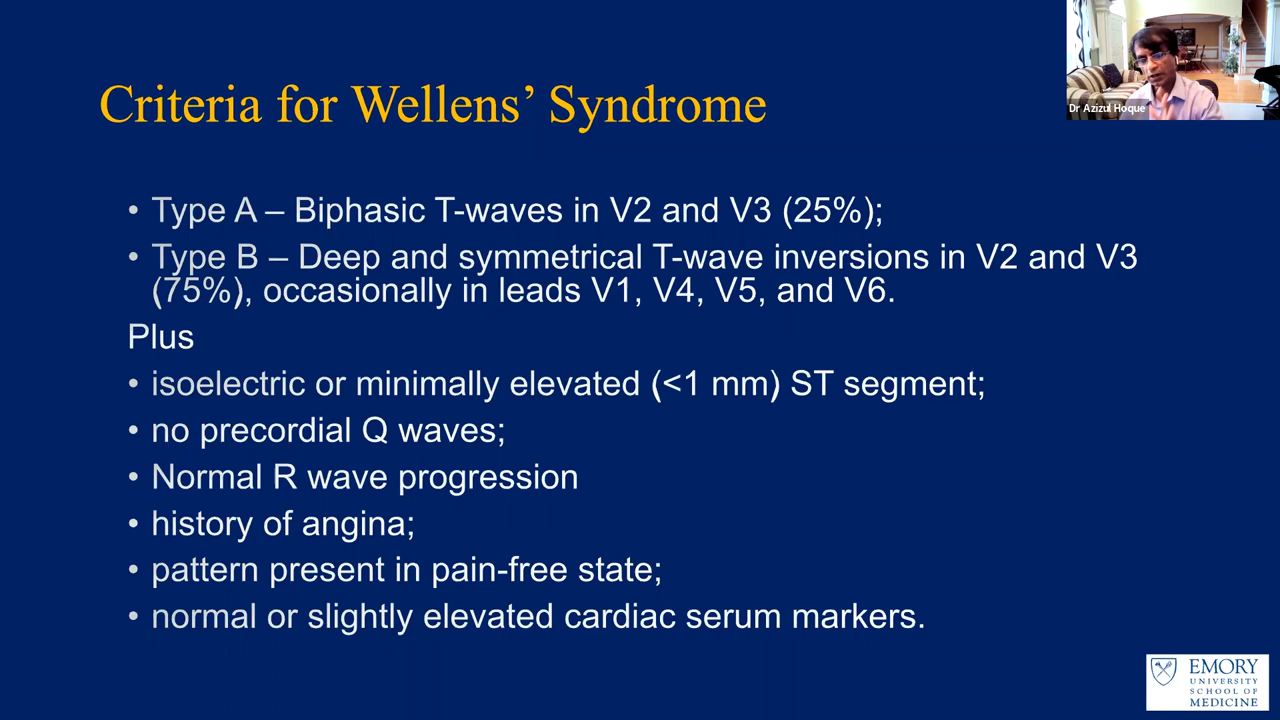 Dr Azizul Hoque
Criteria for Wellens’ Syndrome
• Type A – Biphasic T-waves in V2 and V3 (25%);
• Type B – Deep and symmetrical T-wave inversions in V2 and V3
(75%), occasionally in leads V1, V4, V5, and V6.
Plus
• isoelectric or minimally elevated (<1 mm) ST segment;
• no precordial Q waves;
• Normal R wave progression
• history of angina;
• pattern present in pain-free state;
• normal or slightly elevated cardiac serum markers.
EMORY
UNIVERSITY
SCHOOL OF
MEDICINE